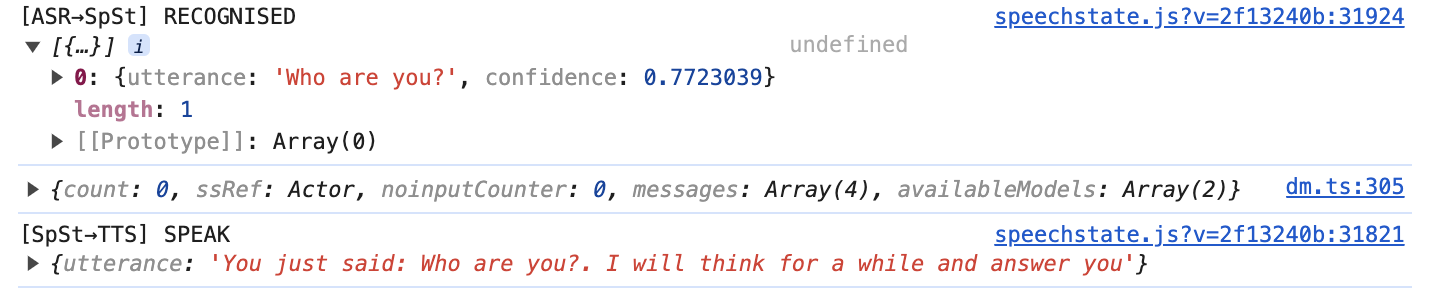 [ASR→SpSt] RECOGNISED speechstate.js?v=2f13240b:31924
▼ [{…}] i undefined
▶ 0: {utterance: 'Who are you?', confidence: 0.7723039}
length: 1
▶ [[Prototype]]: Array(0)
▶ {count: 0, ssRef: Actor, noinputCounter: 0, messages: Array(4), availableModels: Array(2)} dm.ts:305
[SpSt→TTS] SPEAK speechstate.js?v=2f13240b:31821
▶ {utterance: 'You just said: Who are you?. I will think for a while and answer you'}